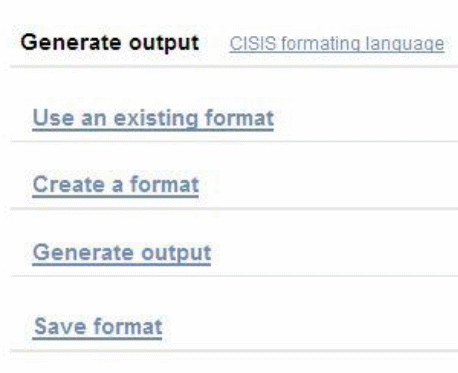 Generate output CISIS formating language
Use an existing format
Create a format
Generate output
Save format